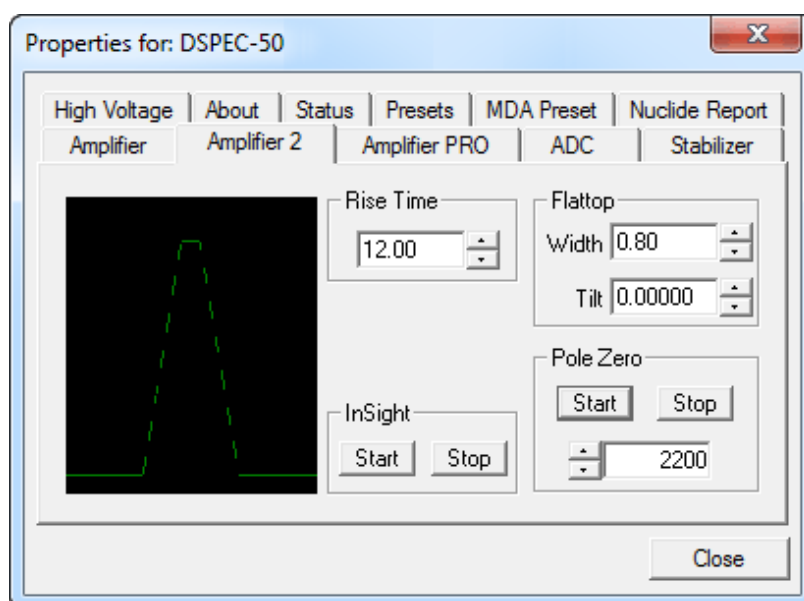 Properties for: DSPEC-50
High Voltage About Status Presets MDA Preset Nuclide Report
Amplifier Amplifier 2 Amplifier PRO ADC Stabilizer
Rise Time
12.00
Flattop
Width 0.80
Tilt 0.00000
InSight
Start Stop
Pole Zero
Start Stop
2200
Close